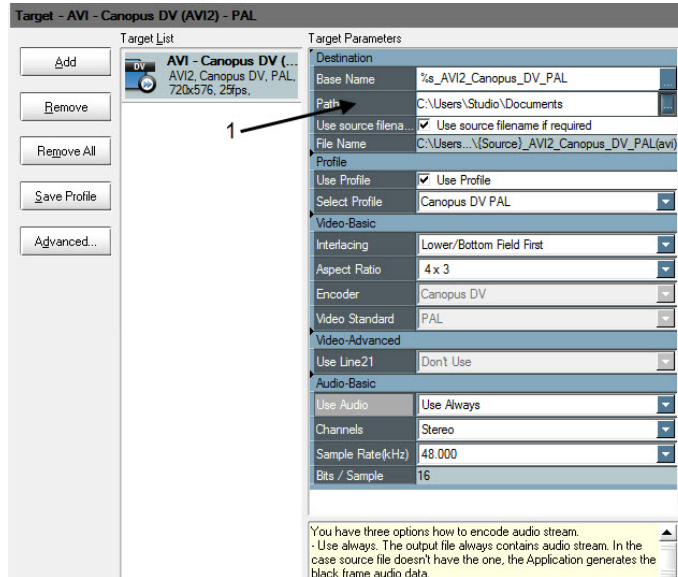 Target - AVI - Canopus DV (AVI2) - PAL
Target List
Target Parameters
Add
Remove
Remove All
Save Profile
Advanced...
DV
AVI - Canopus DV (...
AVI2, Canopus DV, PAL,
720x576, 25fps,
1
Destination
Base Name %s_AVI2_Canopus_DV_PAL ...
Path C:\Users\Studio\Documents ...
Use source filena... Use source filename if required
File Name C:\Users...\{Source}_AVI2_Canopus_DV_PAL(avi)
Profile
Use Profile Use Profile
Select Profile Canopus DV PAL
Video-Basic
Interlacing Lower/Bottom Field First
Aspect Ratio 4 x 3
Encoder Canopus DV
Video Standard PAL
Video-Advanced
Use Line21 Don't Use
Audio-Basic
Use Audio Use Always
Channels Stereo
Sample Rate(kHz) 48.000
Bits / Sample 16
You have three options how to encode audio stream.
- Use always. The output file always contains audio stream. In the
case source file doesn't have the one, the Application generates the
black frame audio data.